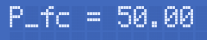 P_fc = 50.00